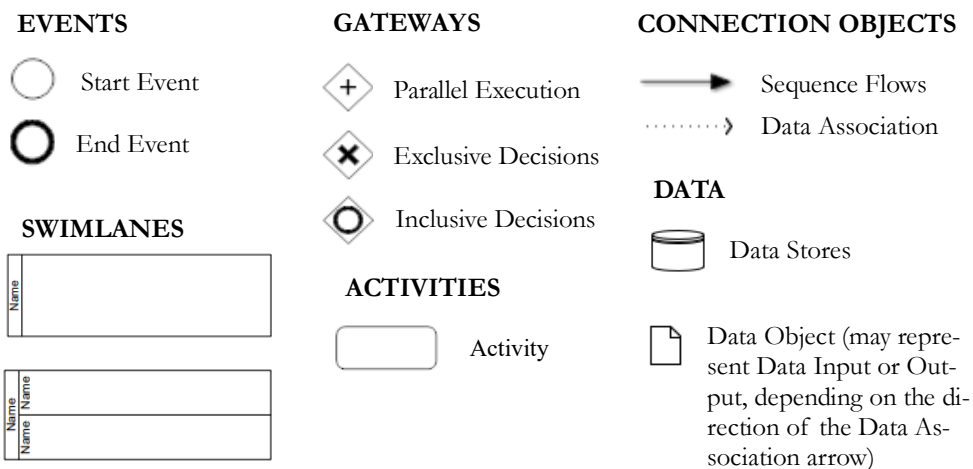 EVENTS
Start Event
End Event
SWIMLANES
Name
Name
Name
Name
GATEWAYS
Parallel Execution
Exclusive Decisions
Inclusive Decisions
ACTIVITIES
Activity
CONNECTION OBJECTS
Sequence Flows
Data Association
DATA
Data Stores
Data Object (may repre-
sent Data Input or Out-
put, depending on the di-
rection of the Data As-
sociation arrow)